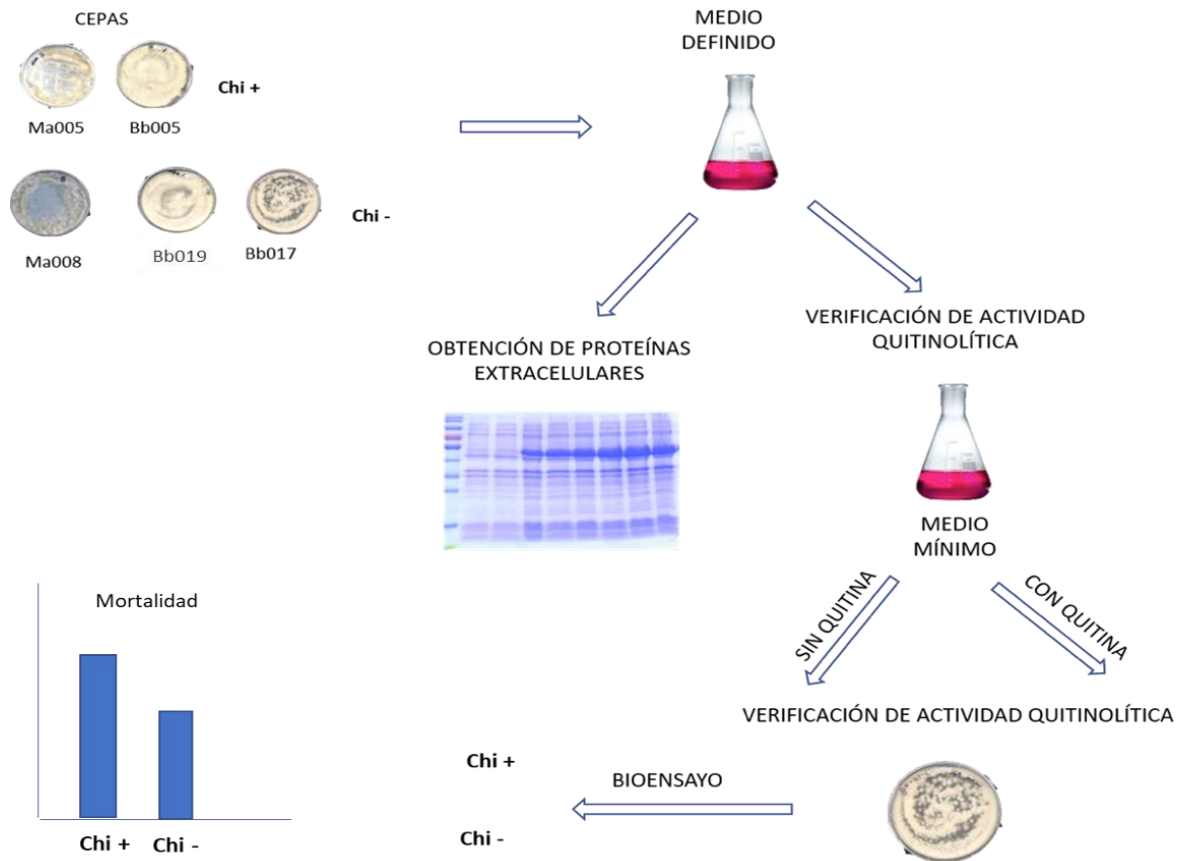 CEPAS
Chi +
Ma005
Bb005
Chi -
Ma008
Bb019
Bb017
MEDIO
DEFINIDO
OBTENCIÓN DE PROTEÍNAS
EXTRACELULARES
VERIFICACIÓN DE ACTIVIDAD
QUITINOLÍTICA
MEDIO
MÍNIMO
SIN QUITINA
CON QUITINA
VERIFICACIÓN DE ACTIVIDAD QUITINOLÍTICA
BIOENSAYO
Chi +
Chi -
Mortalidad
Chi +
Chi -